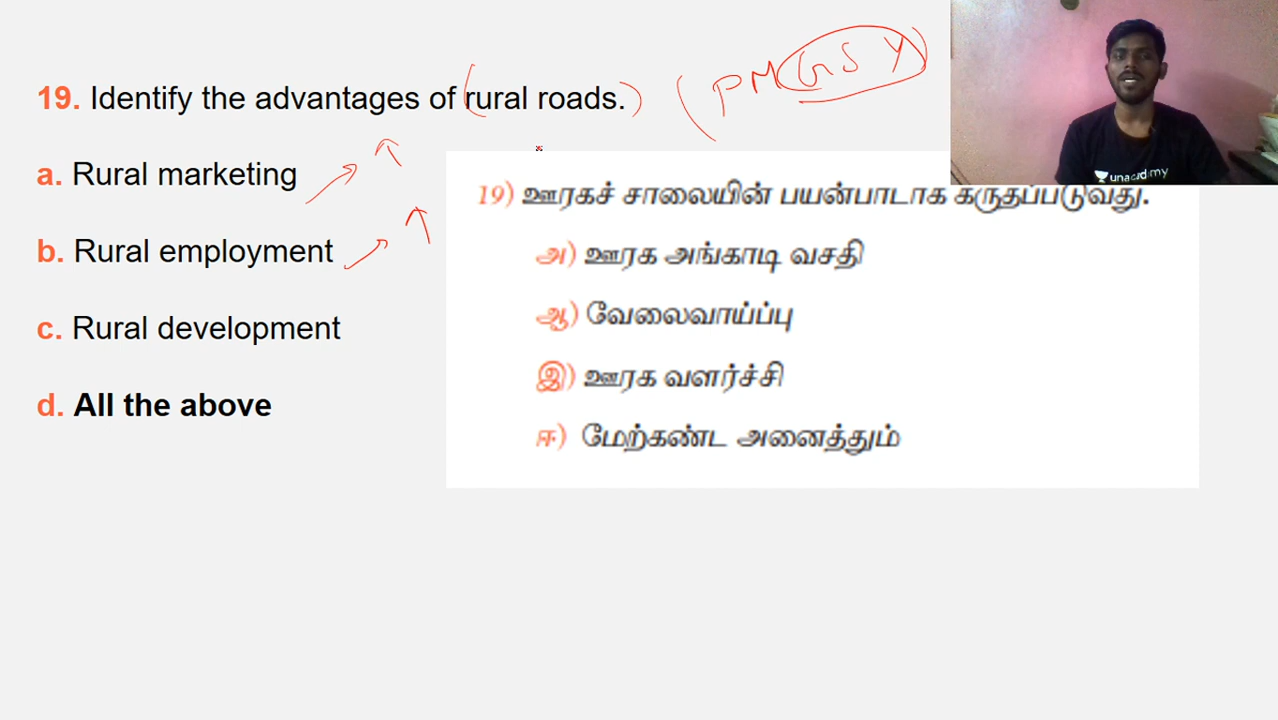 19. Identify the advantages of (rural roads.) (PMGSY)
a. Rural marketing
b. Rural employment
c. Rural development
d. All the above
19) ஊரகச் சாலையின் பயன்பாடாக கருதப்படுவது.
அ) ஊரக அங்காடி வசதி
ஆ) வேலைவாய்ப்பு
இ) ஊரக வளர்ச்சி
ஈ) மேற்கண்ட அனைத்தும்
unacademy